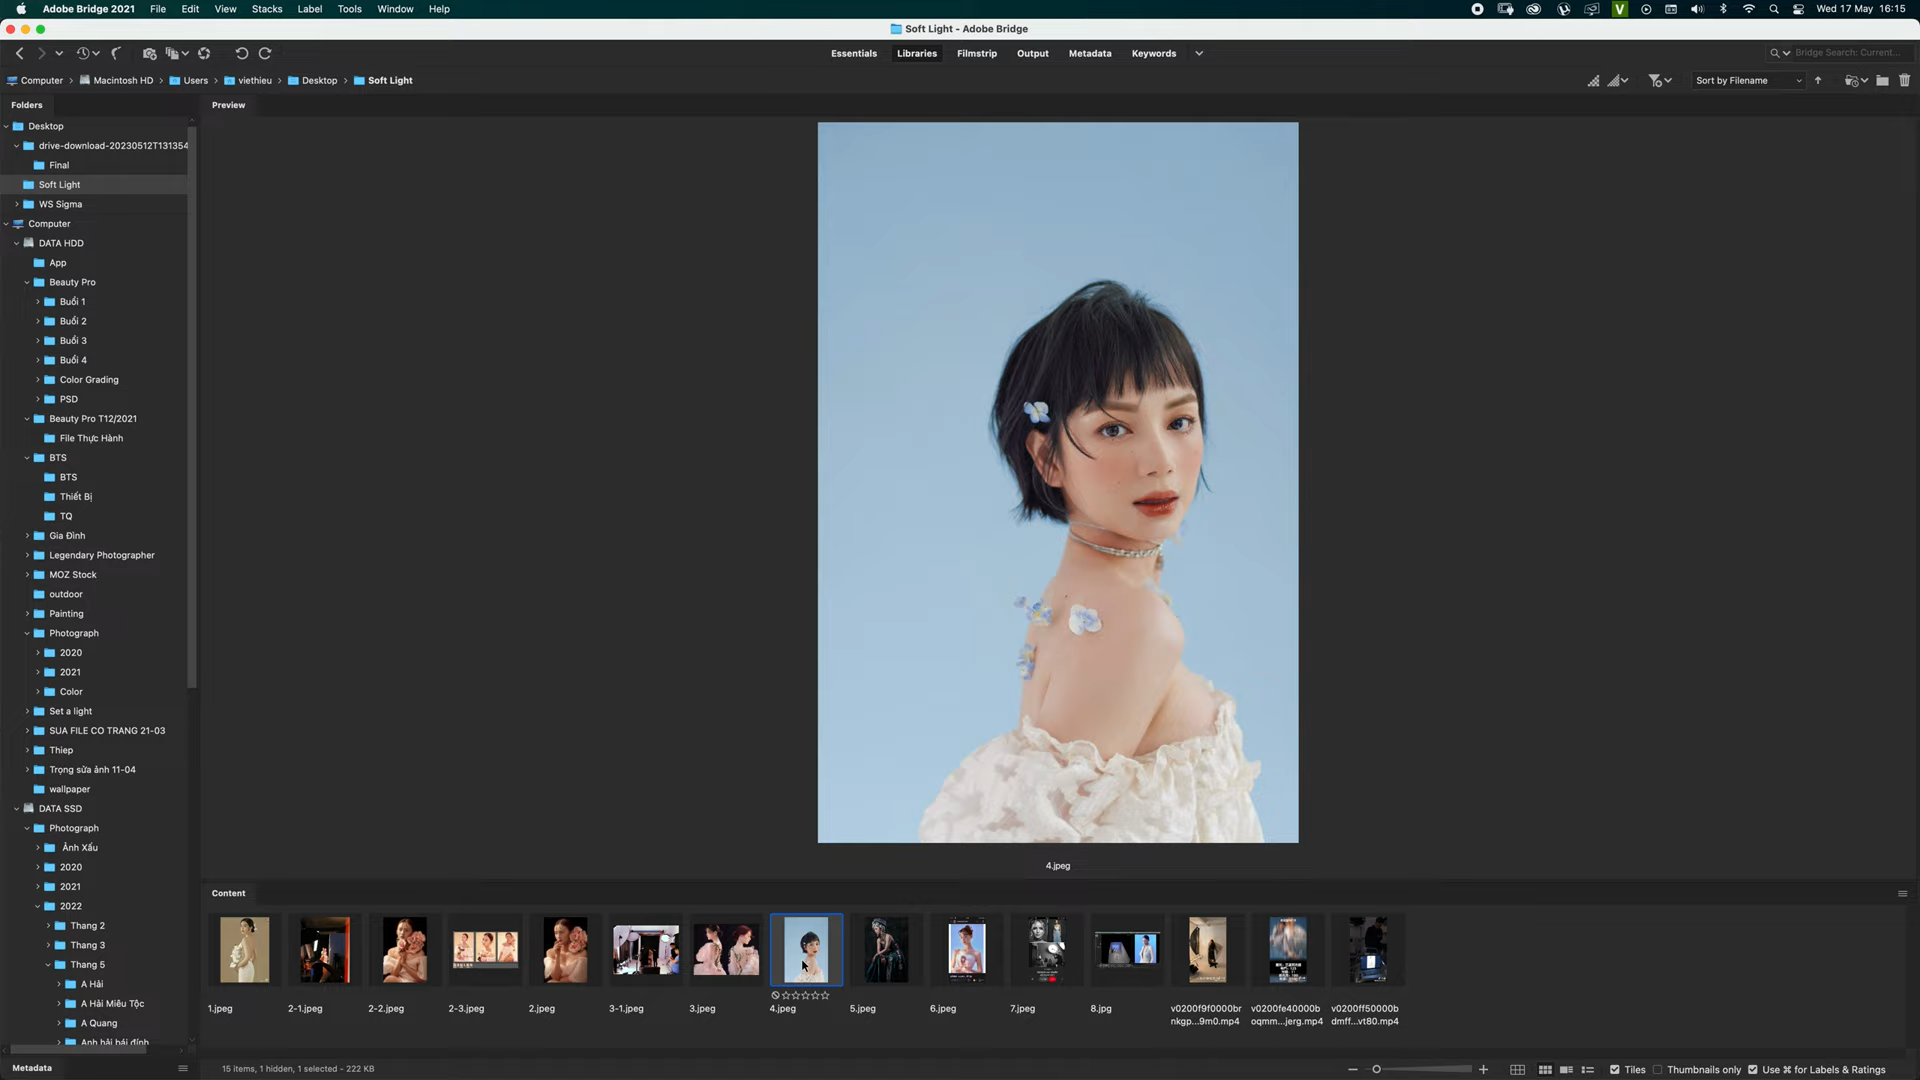 Adobe Bridge 2021 File Edit View Stacks Label Tools Window Help
Wed 17 May 16:15
Soft Light - Adobe Bridge
Essentials Libraries Filmstrip Output Metadata Keywords
Bridge Search: Current...
Computer Macintosh HD Users viethieu Desktop Soft Light
Sort by Filename
Folders
Preview
Desktop
drive-download-20230512T131354
Final
Soft Light
WS Sigma
Computer
DATA HDD
App
Beauty Pro
Buổi 1
Buổi 2
Buổi 3
Buổi 4
Color Grading
PSD
Beauty Pro T12/2021
File Thực Hành
BTS
BTS
Thiết Bị
TQ
Gia Đình
Legendary Photographer
MOZ Stock
outdoor
Painting
Photograph
2020
2021
Color
Set a light
SUA FILE CO TRANG 21-03
Thiep
Trọng sửa ảnh 11-04
wallpaper
DATA SSD
Photograph
Ảnh Xấu
2020
2021
2022
Thang 2
Thang 3
Thang 5
A Hải
A Hải Miêu Tộc
A Quang
Anh hải bái đính
Metadata
4.jpeg
Content
1.jpeg
2-1.jpeg
2-2.jpeg
2-3.jpeg
2.jpeg
3-1.jpeg
3.jpeg
4.jpeg
5.jpeg
6.jpeg
7.jpeg
8.jpg
v0200f9f0000br
nkgp...9m0.mp4
v0200fe40000b
oqmm...jerg.mp4
v0200ff50000b
dmff...vt80.mp4
15 items, 1 hidden, 1 selected - 222 KB
Tiles Thumbnails only Use ⌘ for Labels & Ratings